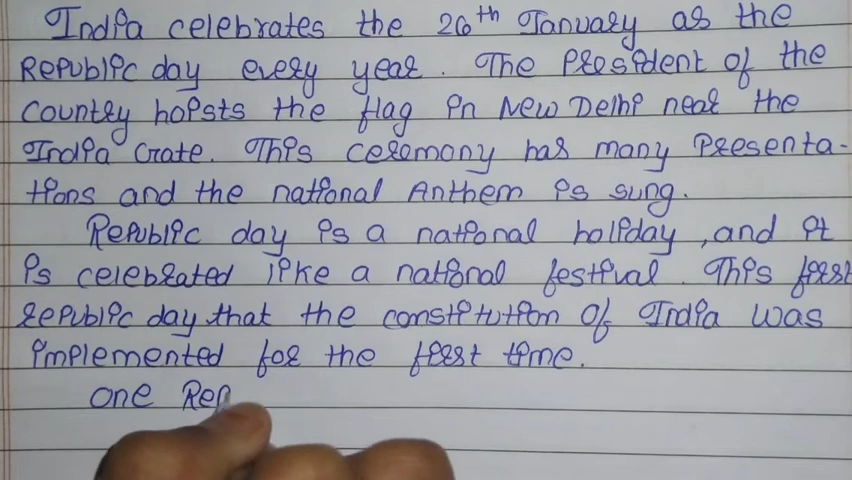 India celebrates the 26th January as the
Republic day every year. The President of the
country hoists the flag in New Delhi near the
India Gate. This ceremony has many Presenta-
tions and the national Anthem is sung.
Republic day is a national holiday, and it
is celebrated like a national festival. This first
republic day that the constitution of India was
implemented for the first time.
One Rep